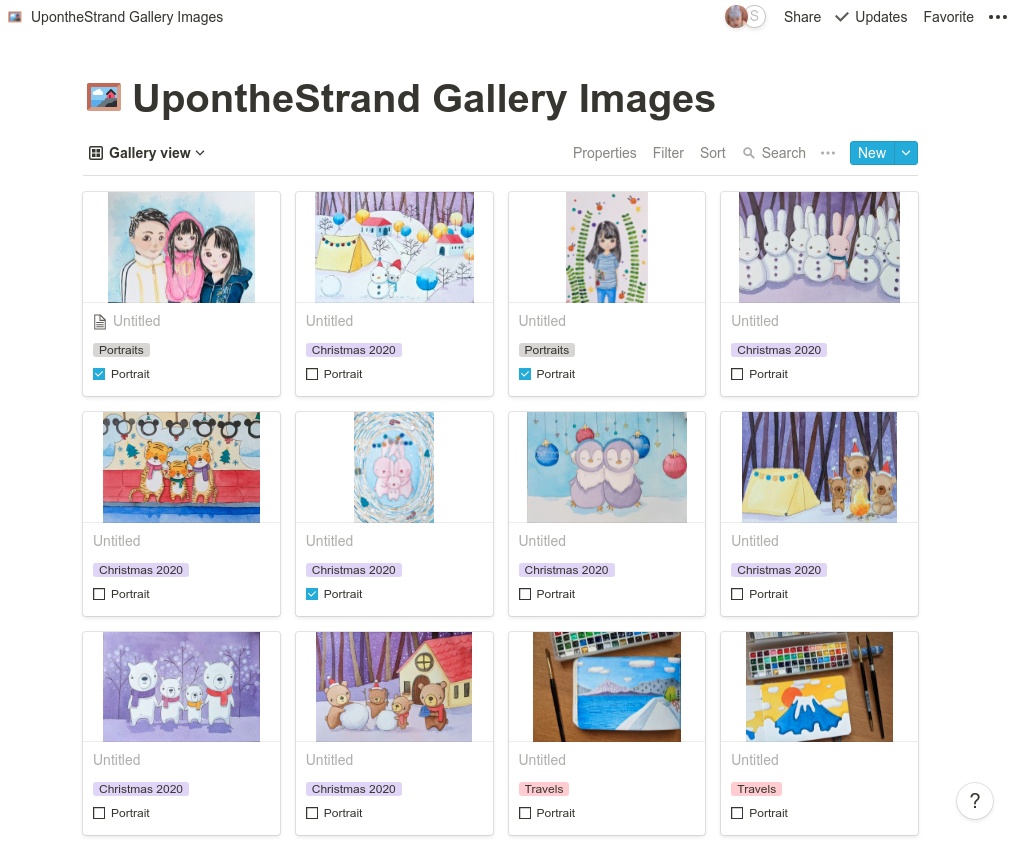 UpontheStrand Gallery Images
S
Share
Updates
Favorite
UpontheStrand Gallery Images
Gallery view
Properties
Filter
Sort
Search
New
Untitled
Portraits
Portrait
Untitled
Christmas 2020
Portrait
Untitled
Portraits
Portrait
Untitled
Christmas 2020
Portrait
Untitled
Christmas 2020
Portrait
Untitled
Christmas 2020
Portrait
Untitled
Christmas 2020
Portrait
Untitled
Christmas 2020
Portrait
Untitled
Christmas 2020
Portrait
Untitled
Christmas 2020
Portrait
Untitled
Travels
Portrait
Untitled
Travels
Portrait
?